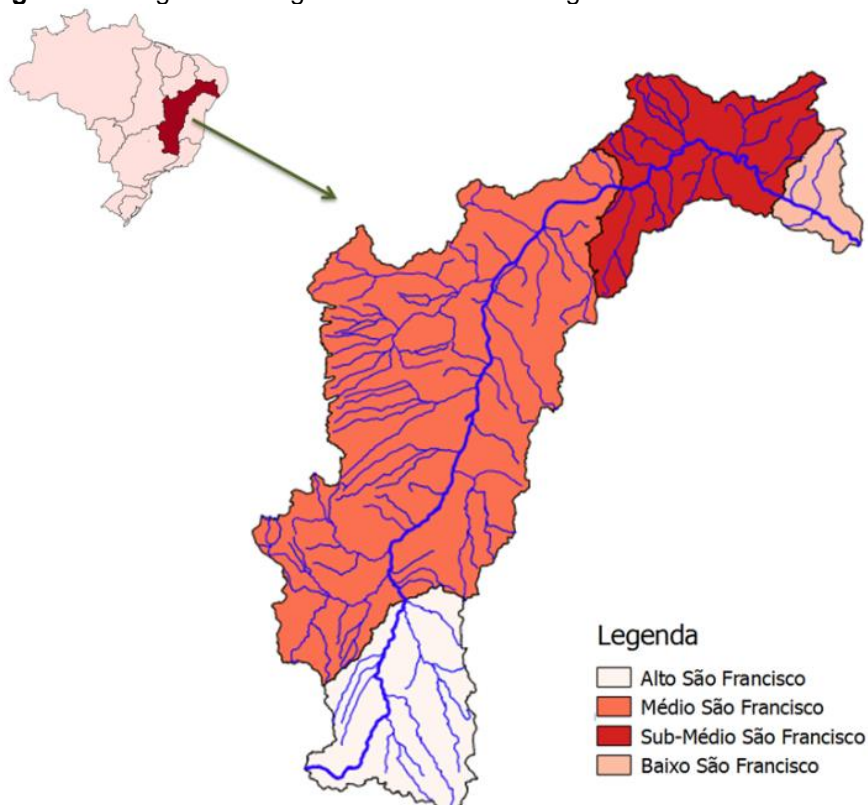 Legenda
Alto São Francisco
Médio São Francisco
Sub-Médio São Francisco
Baixo São Francisco